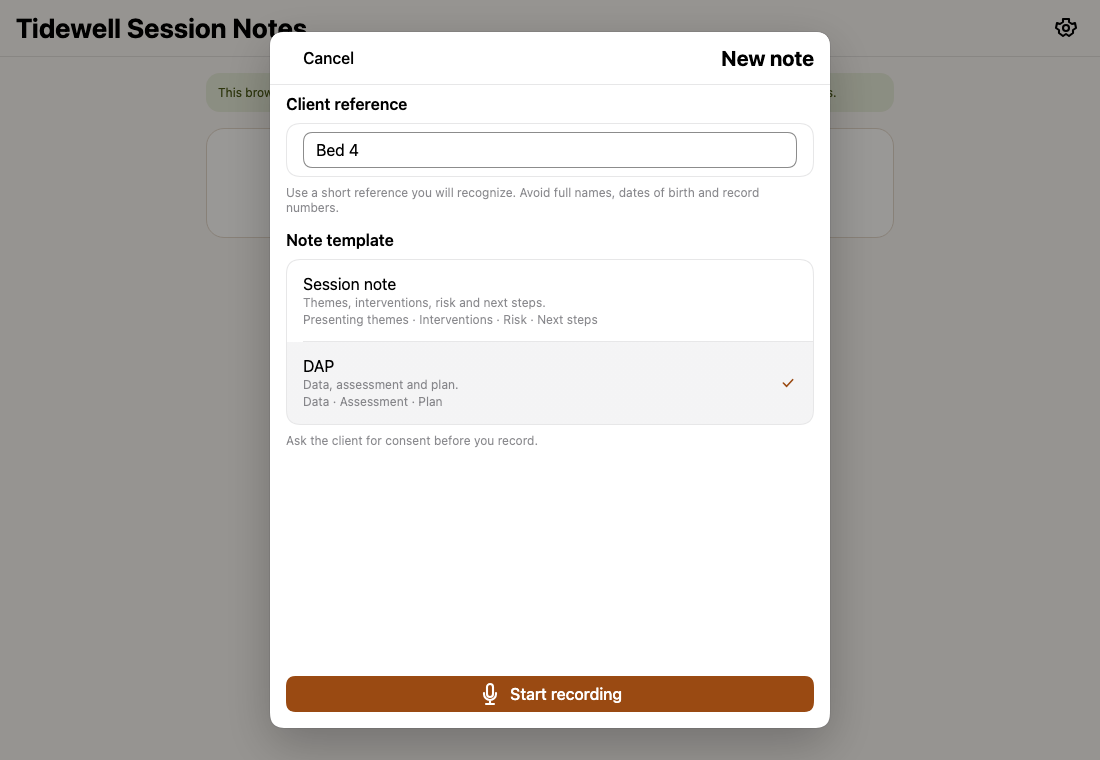 Tidewell Session Notes
Cancel
New note
This
s.
Client reference
Bed 4
Use a short reference you will recognize. Avoid full names, dates of birth and record
numbers.
Note template
Session note
Themes, interventions, risk and next steps.
Presenting themes · Interventions · Risk · Next steps
DAP
Data, assessment and plan.
Data · Assessment · Plan
Ask the client for consent before you record.
Start recording